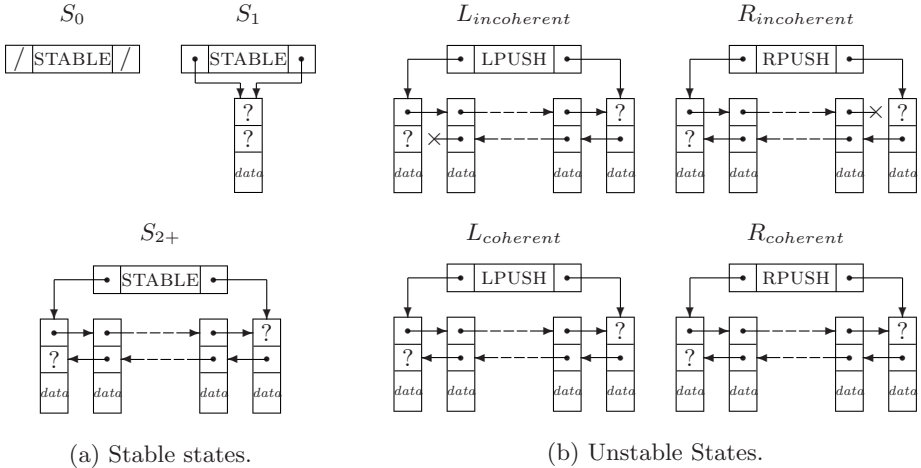 S0 S1 Lincoherent Rincoherent
/ STABLE / STABLE LPUSH RPUSH
? ? ?
? ?
data data data data data data data data data
S2+ Lcoherent Rcoherent
STABLE LPUSH RPUSH
? ? ?
? ? ?
data data data data data data data data data data data data
(a) Stable states. (b) Unstable States.